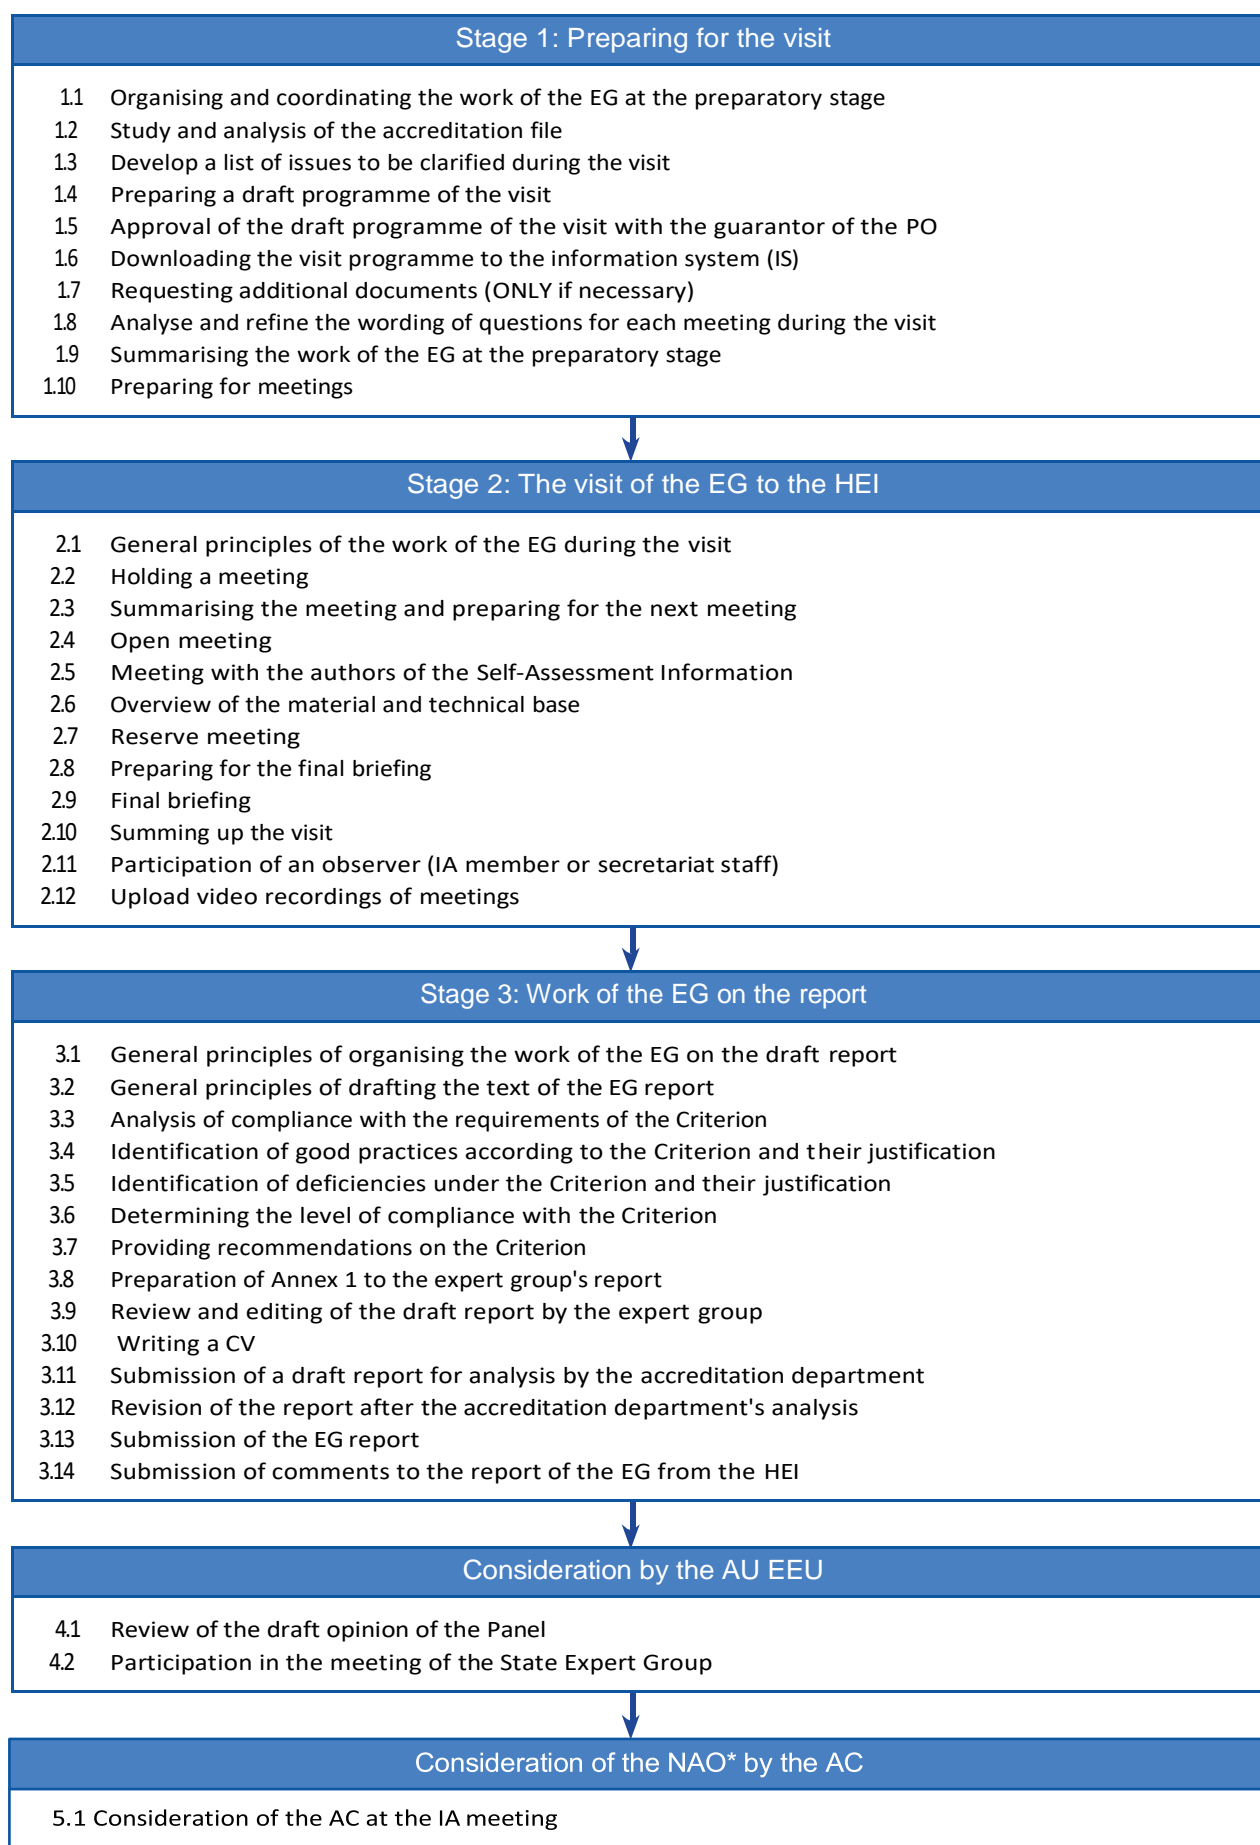 Stage 1: Preparing for the visit
1.1 Organising and coordinating the work of the EG at the preparatory stage
1.2 Study and analysis of the accreditation file
1.3 Develop a list of issues to be clarified during the visit
1.4 Preparing a draft programme of the visit
1.5 Approval of the draft programme of the visit with the guarantor of the PO
1.6 Downloading the visit programme to the information system (IS)
1.7 Requesting additional documents (ONLY if necessary)
1.8 Analyse and refine the wording of questions for each meeting during the visit
1.9 Summarising the work of the EG at the preparatory stage
1.10 Preparing for meetings
Stage 2: The visit of the EG to the HEI
2.1 General principles of the work of the EG during the visit
2.2 Holding a meeting
2.3 Summarising the meeting and preparing for the next meeting
2.4 Open meeting
2.5 Meeting with the authors of the Self-Assessment Information
2.6 Overview of the material and technical base
2.7 Reserve meeting
2.8 Preparing for the final briefing
2.9 Final briefing
2.10 Summing up the visit
2.11 Participation of an observer (IA member or secretariat staff)
2.12 Upload video recordings of meetings
Stage 3: Work of the EG on the report
3.1 General principles of organising the work of the EG on the draft report
3.2 General principles of drafting the text of the EG report
3.3 Analysis of compliance with the requirements of the Criterion
3.4 Identification of good practices according to the Criterion and their justification
3.5 Identification of deficiencies under the Criterion and their justification
3.6 Determining the level of compliance with the Criterion
3.7 Providing recommendations on the Criterion
3.8 Preparation of Annex 1 to the expert group's report
3.9 Review and editing of the draft report by the expert group
3.10 Writing a CV
3.11 Submission of a draft report for analysis by the accreditation department
3.12 Revision of the report after the accreditation department's analysis
3.13 Submission of the EG report
3.14 Submission of comments to the report of the EG from the HEI
Consideration by the AU EEU
4.1 Review of the draft opinion of the Panel
4.2 Participation in the meeting of the State Expert Group
Consideration of the NAO* by the AC
5.1 Consideration of the AC at the IA meeting